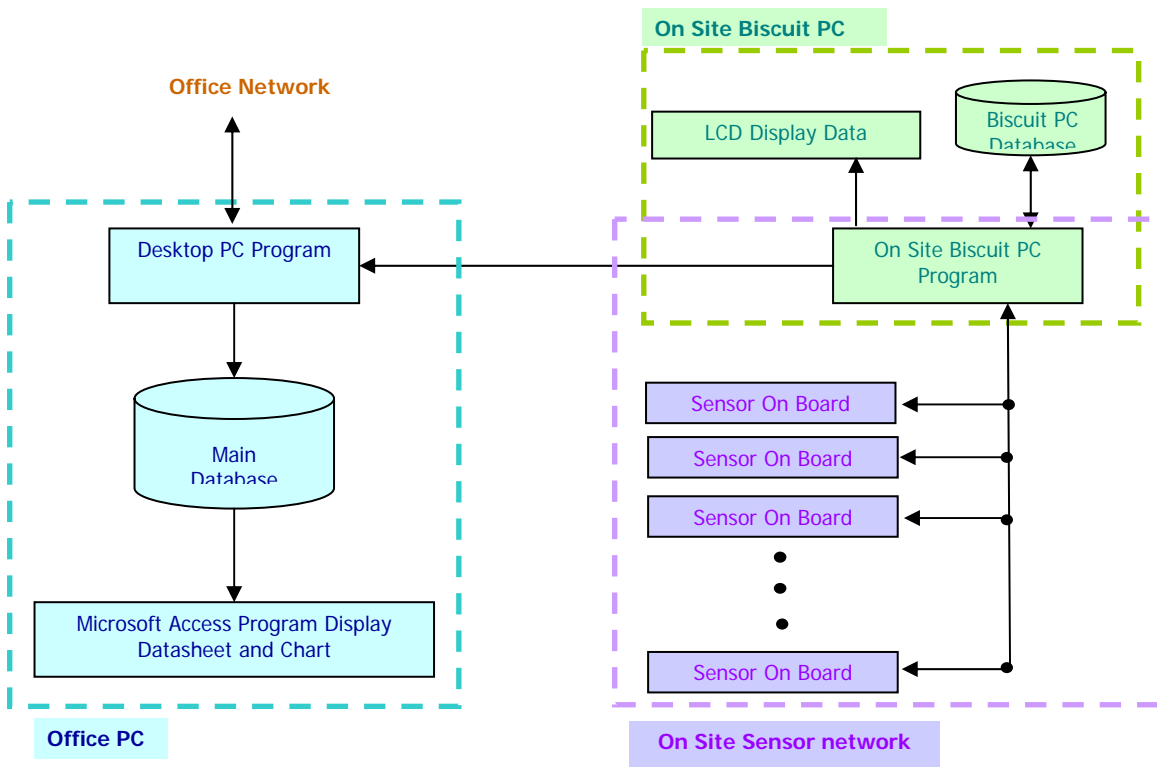 On Site Biscuit PC
Office Network
LCD Display Data
Biscuit PC
Database
Desktop PC Program
On Site Biscuit PC
Program
Main
Database
Sensor On Board
Sensor On Board
Sensor On Board
Sensor On Board
Microsoft Access Program Display
Datasheet and Chart
Office PC
On Site Sensor network